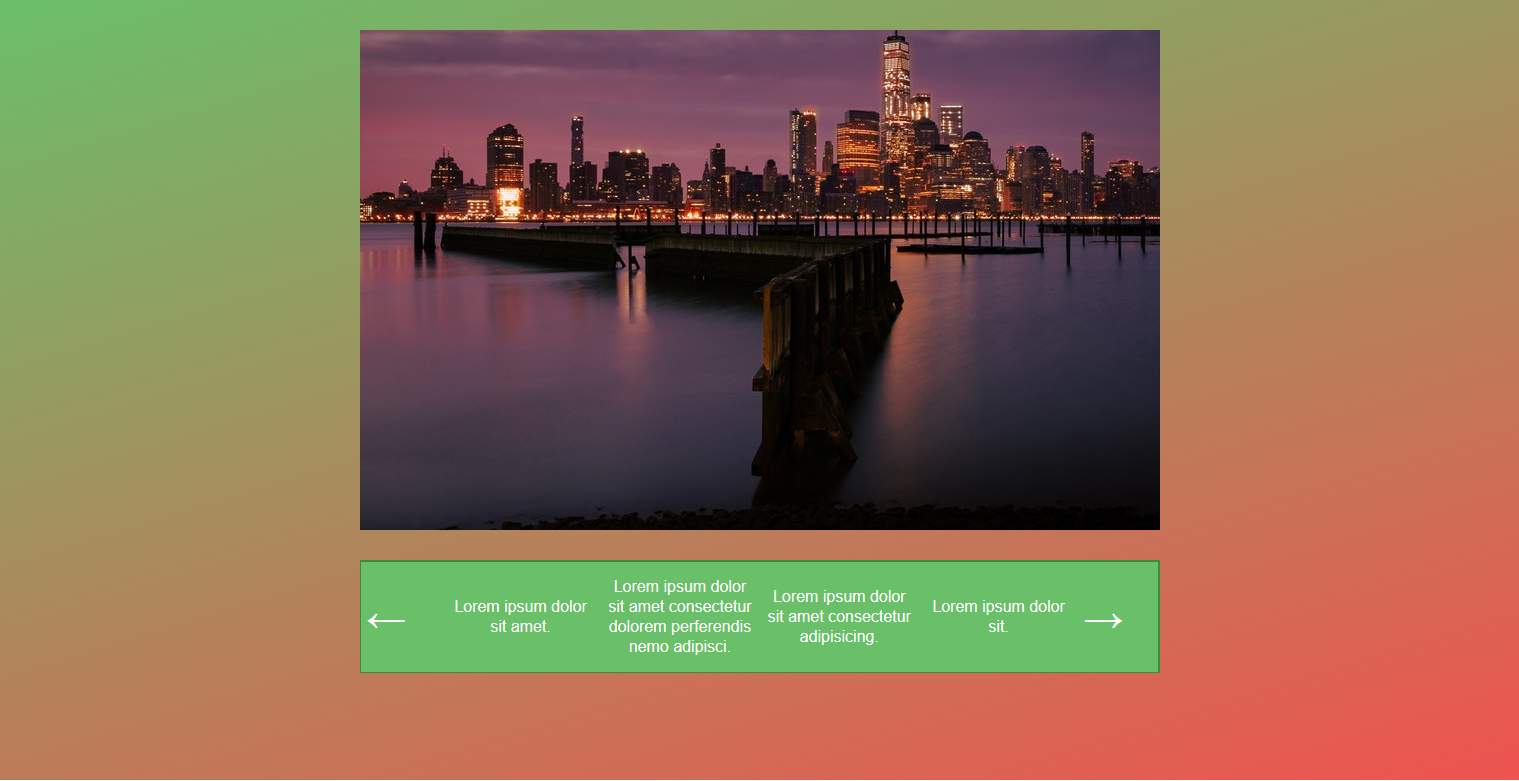 ←
Lorem ipsum dolor
sit amet.
Lorem ipsum dolor
sit amet consectetur
dolorem perferendis
nemo adipisci.
Lorem ipsum dolor
sit amet consectetur
adipisicing.
Lorem ipsum dolor
sit.
→